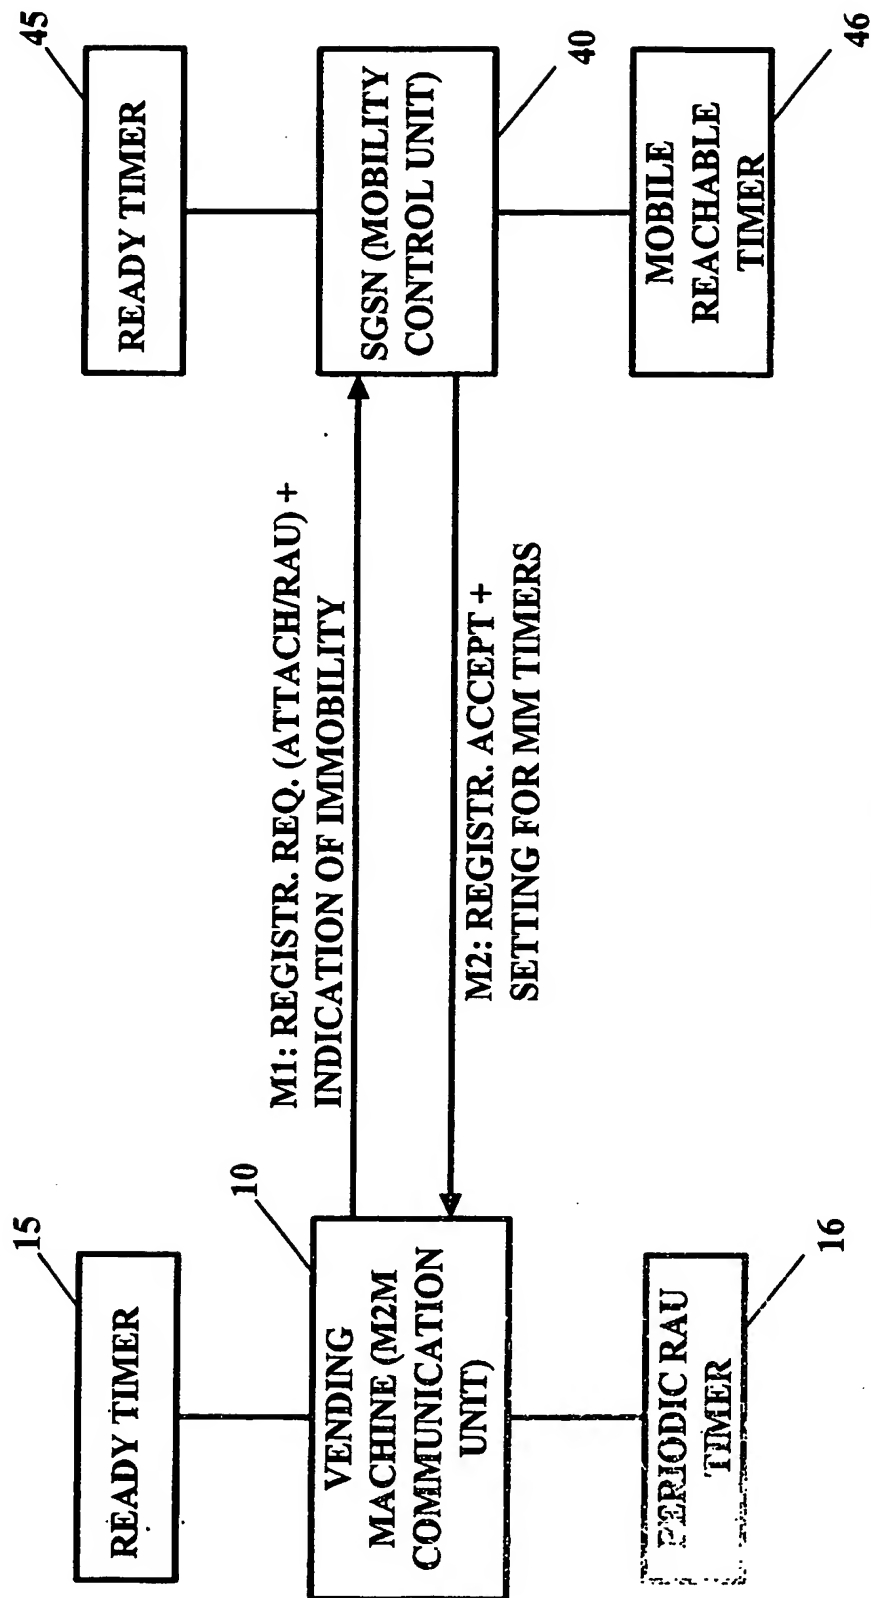 15
READY TIMER
10
VENDING
MACHINE (M2M
COMMUNICATION
UNIT)
PERIODIC RAU
TIMER
16
M1: REGISTR. REQ. (ATTACH/RAU) +
INDICATION OF IMMOBILITY
M2: REGISTR. ACCEPT +
SETTING FOR MM TIMERS
45
READY TIMER
SGSN (MOBILITY
CONTROL UNIT)
40
MOBILE
REACHABLE
TIMER
46